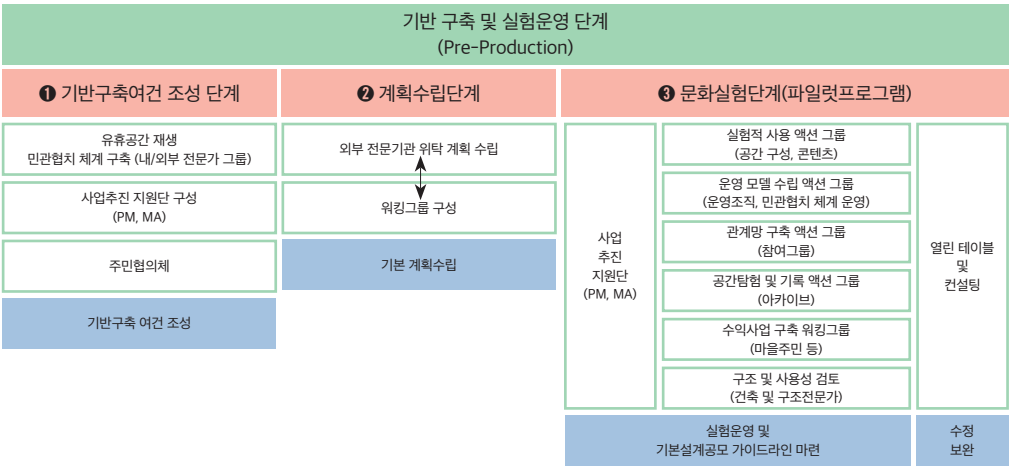 기반 구축 및 실험운영 단계
(Pre-Production)
❶ 기반구축여건 조성 단계
유휴공간 재생
민관협치 체계 구축 (내/외부 전문가 그룹)
사업추진 지원단 구성
(PM, MA)
주민협의체
기반구축 여건 조성
❷ 계획수립단계
외부 전문기관 위탁 계획 수립
워킹그룹 구성
기본 계획수립
❸ 문화실험단계(파일럿프로그램)
사업
추진
지원단
(PM, MA)
실험적 사용 액션 그룹
(공간 구성, 콘텐츠)
운영 모델 수립 액션 그룹
(운영조직, 민관협치 체계 운영)
관계망 구축 액션 그룹
(참여그룹)
공간탐험 및 기록 액션 그룹
(아카이브)
수익사업 구축 워킹그룹
(마을주민 등)
구조 및 사용성 검토
(건축 및 구조전문가)
열린 테이블
및
컨설팅
실험운영 및
기본설계공모 가이드라인 마련
수정
보완